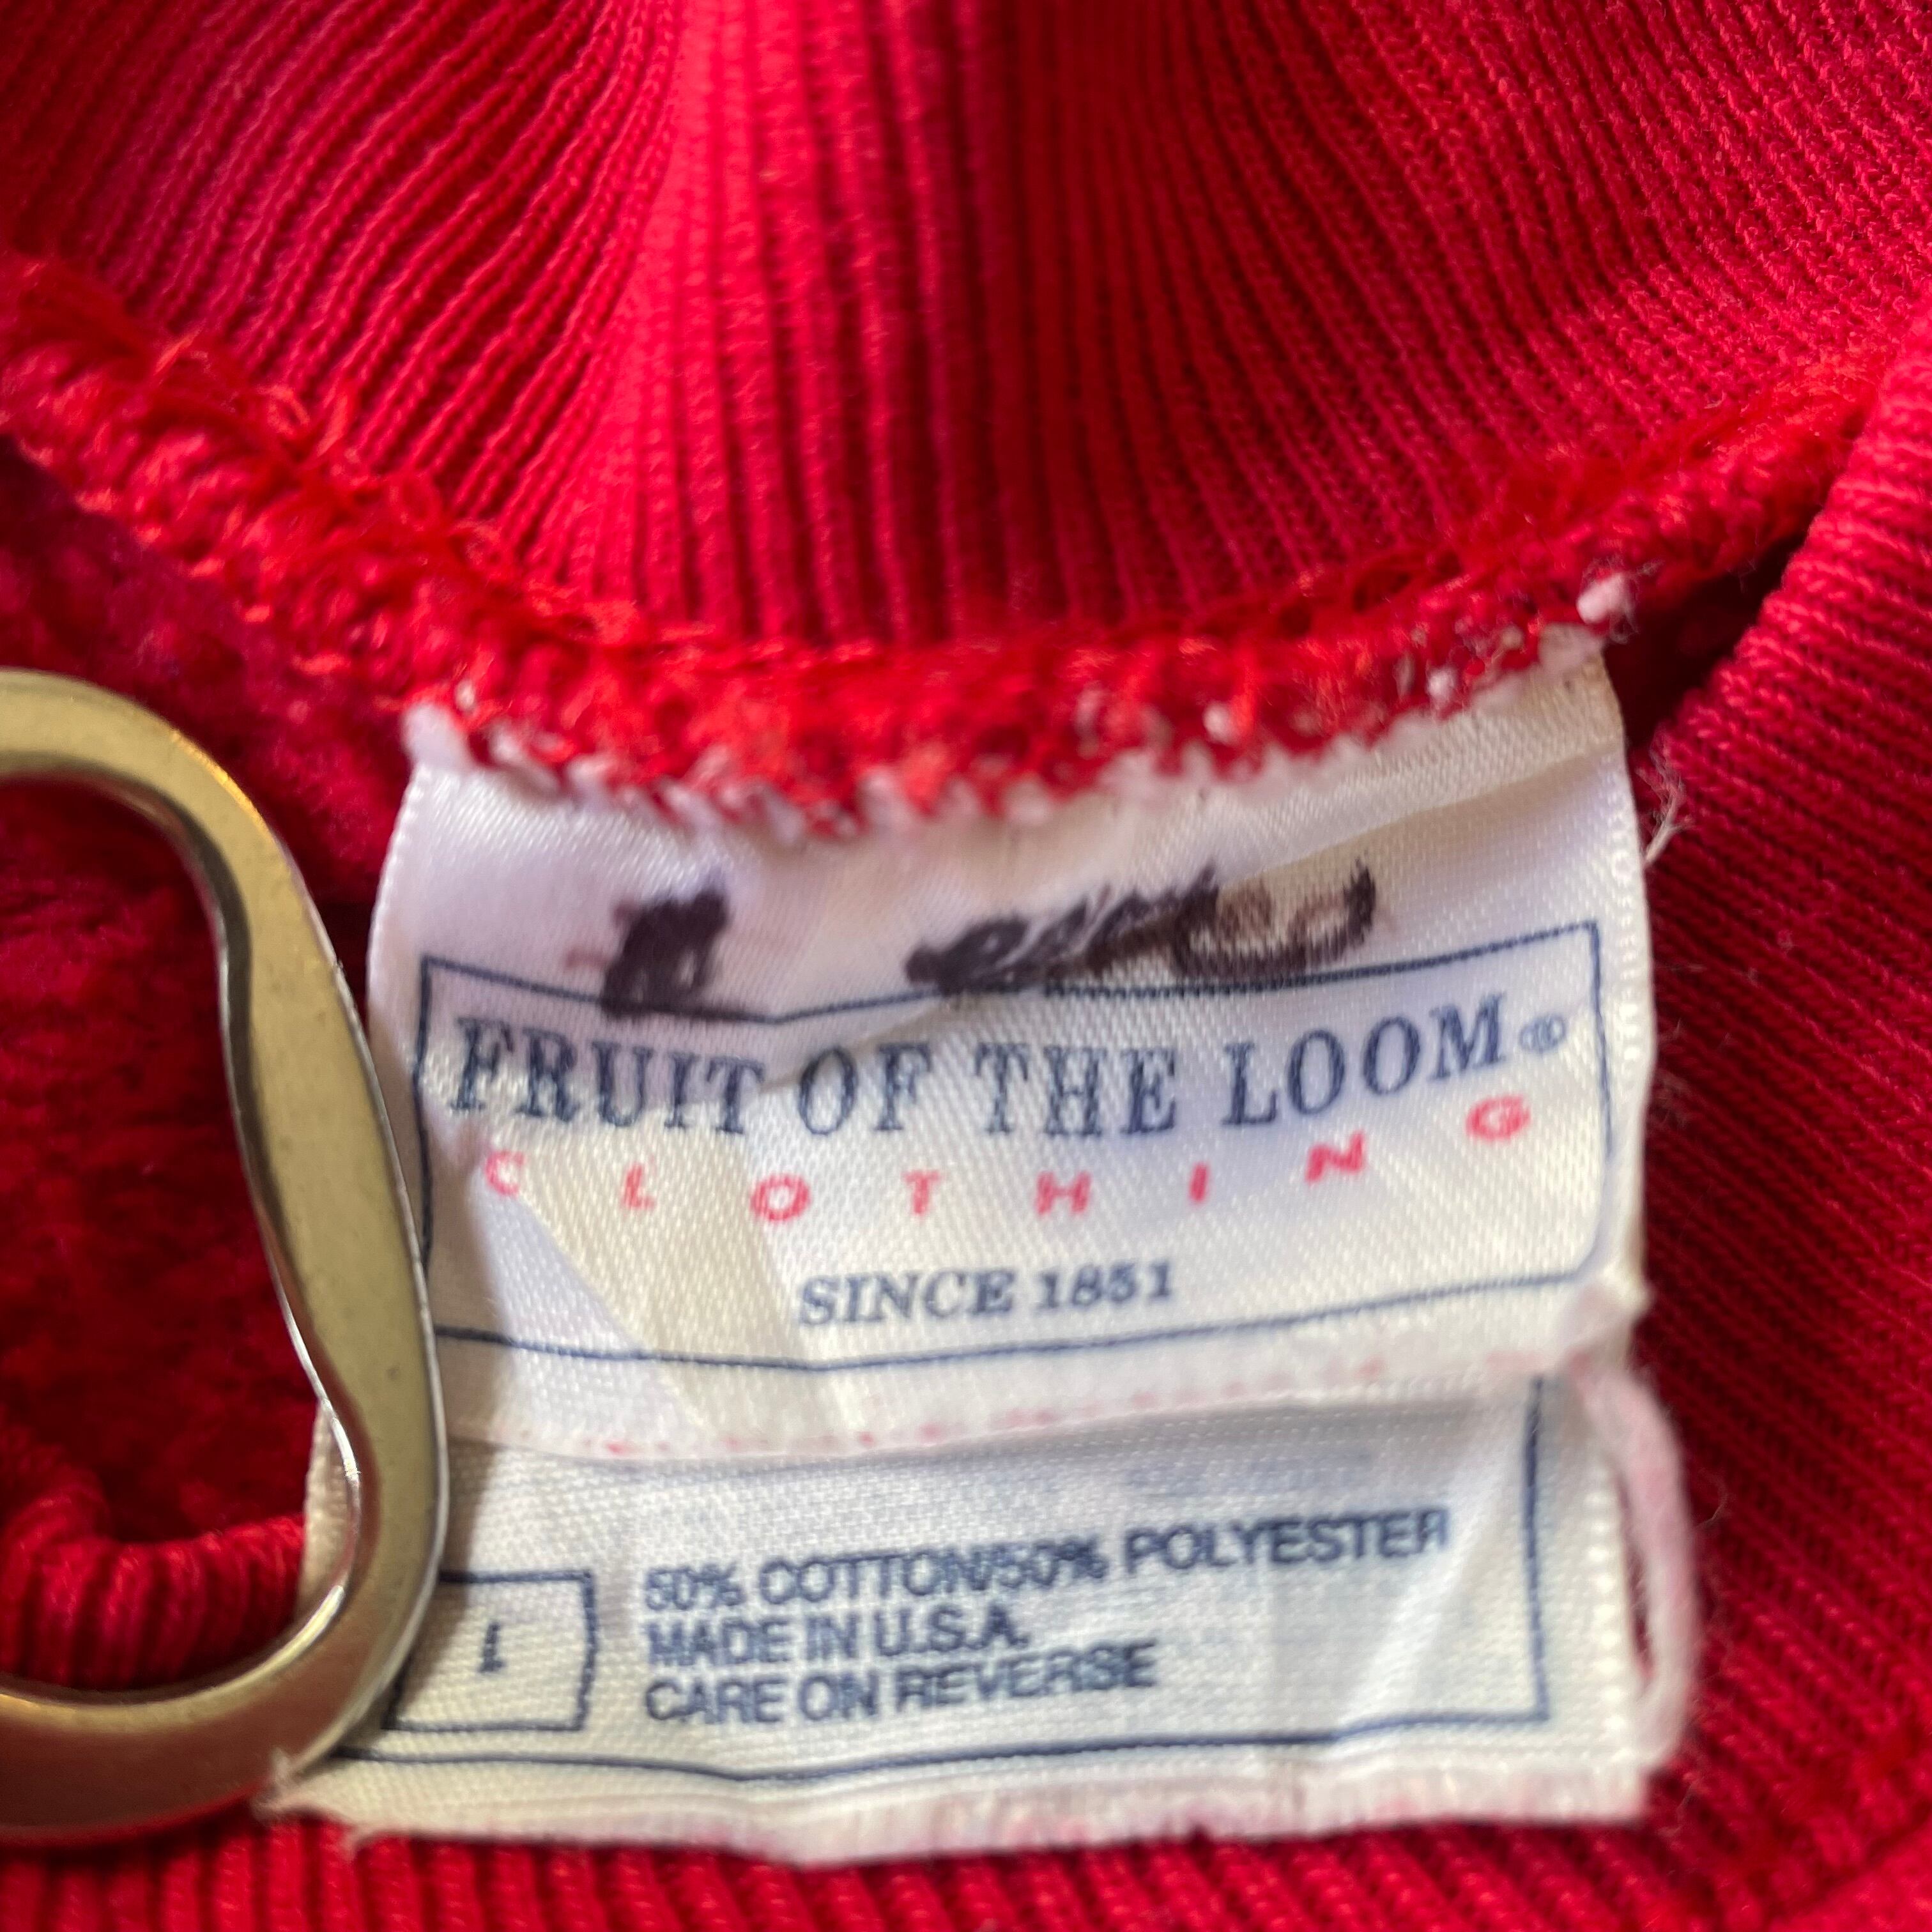 FRUIT OF THE LOOM®
CLOTHING
SINCE 1851
50% COTTON/50% POLYESTER
MADE IN U.S.A.
CARE ON REVERSE